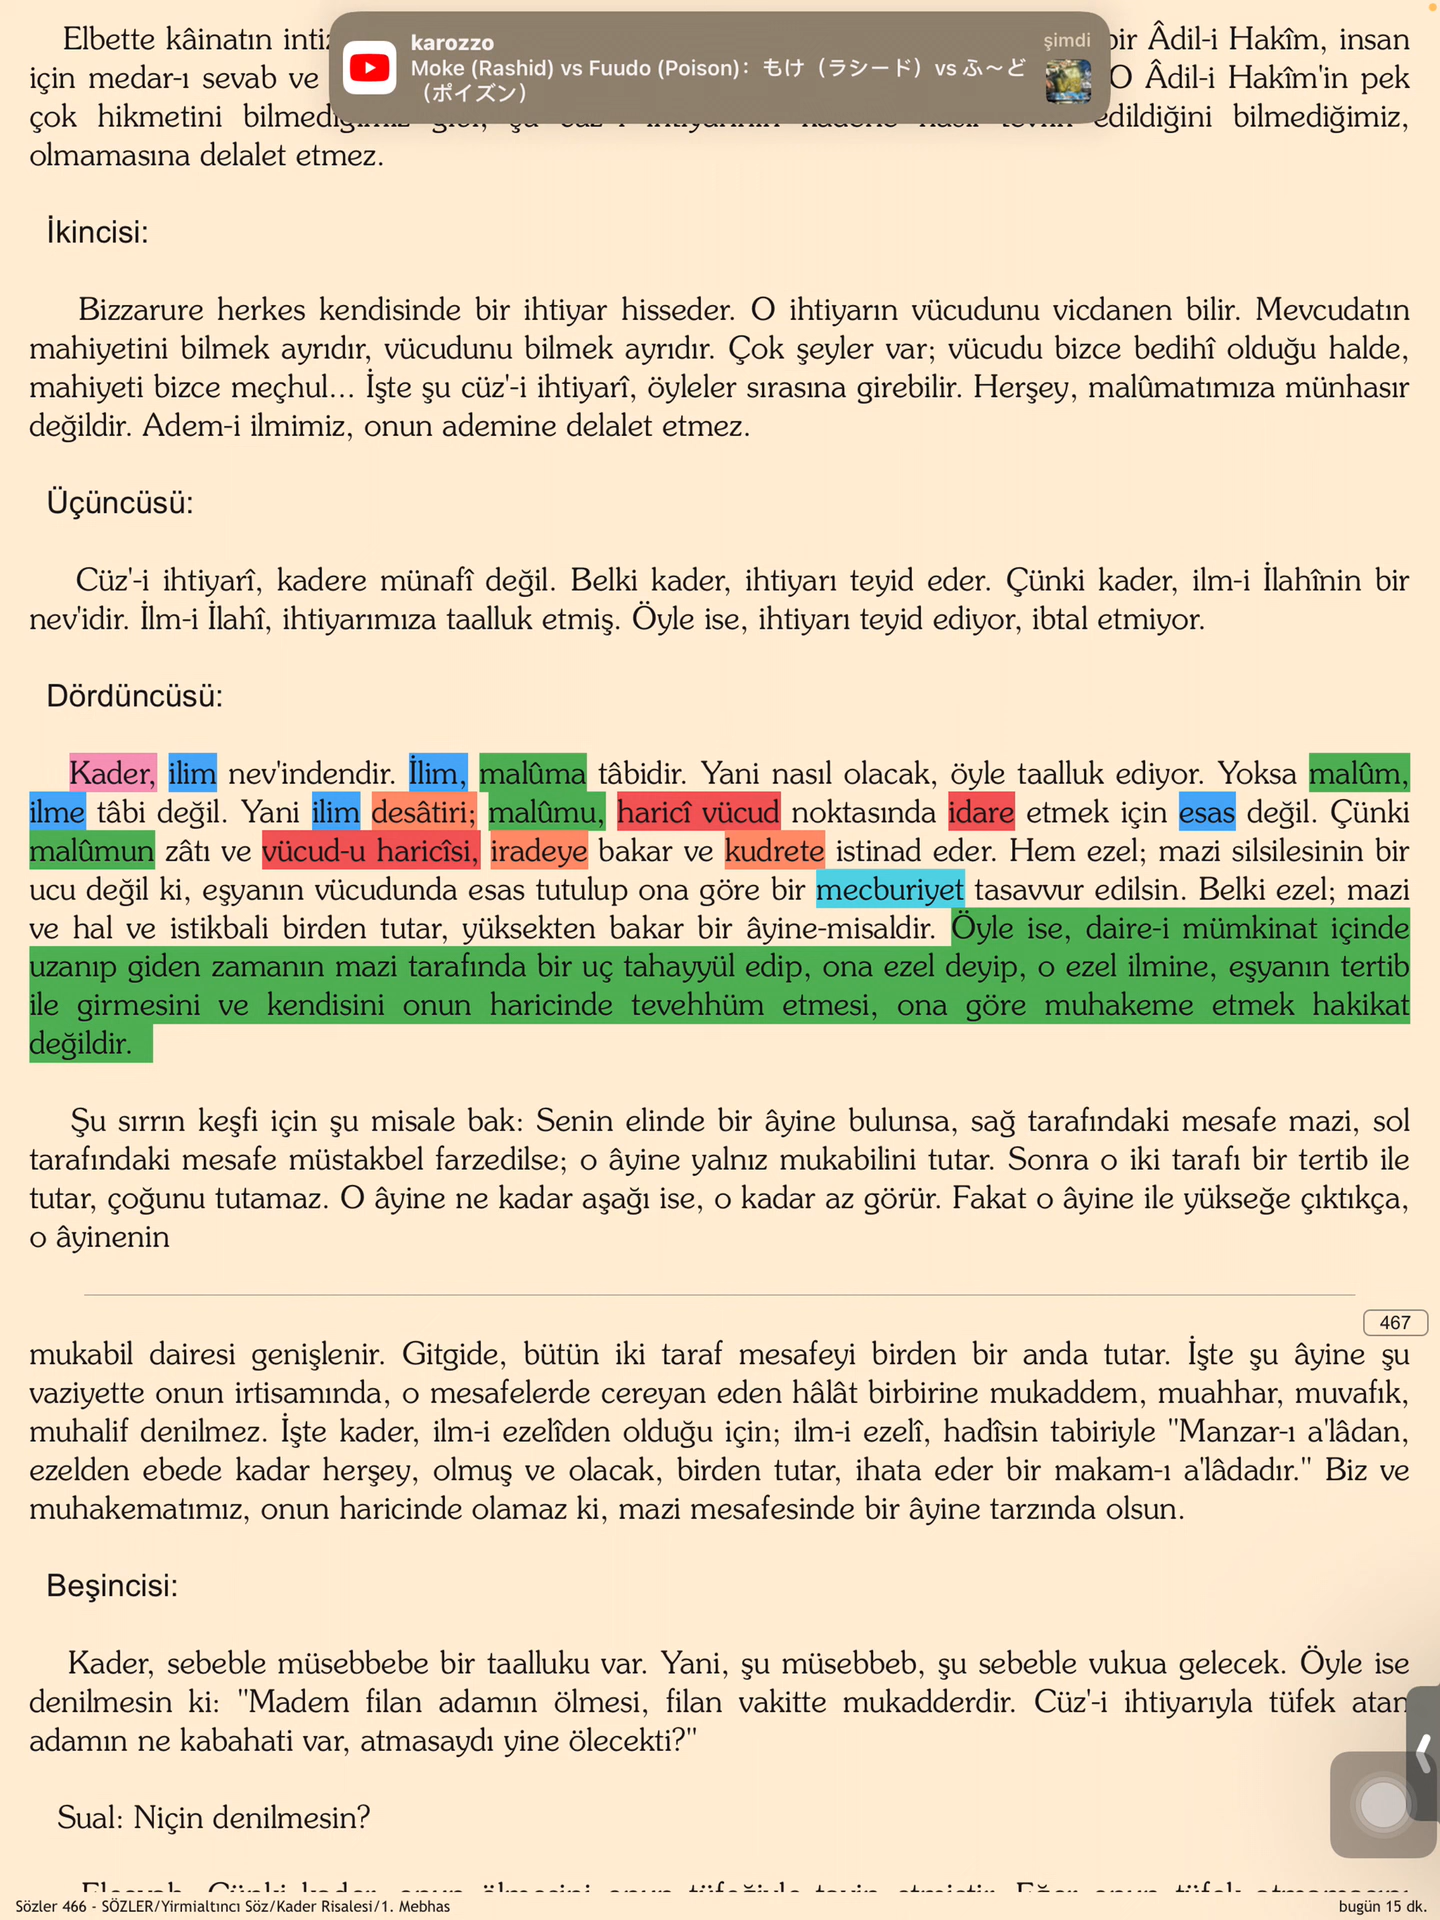 Elbette kâinatın
karozzo
şimdi
bir Âdil-i Hakîm, insan
Moke (Rashid) vs Fuudo (Poison): もけ（ラシード）vs ふ～ど
（ポイズン）
için medar-ı sevab ve
O Âdil-i Hakîm'in pek
çok hikmetini edildiğini bilmediğimiz,
olmamasına delalet etmez.
İkincisi:
Bizzarure herkes kendisinde bir ihtiyar hisseder. O ihtiyarın vücudunu vicdanen bilir. Mevcudatın
mahiyetini bilmek ayrıdır, vücudunu bilmek ayrıdır. Çok şeyler var; vücudu bizce bedihî olduğu halde,
mahiyeti bizce meçhul... İşte şu cüz'-i ihtiyarî, öyleler sırasına girebilir. Herşey, malûmatımıza münhasır
değildir. Adem-i ilmimiz, onun ademine delalet etmez.
Üçüncüsü:
Cüz'-i ihtiyarî, kadere münafî değil. Belki kader, ihtiyarı teyid eder. Çünki kader, ilm-i İlahînin bir
nev'idir. İlm-i İlahî, ihtiyarımıza taalluk etmiş. Öyle ise, ihtiyarı teyid ediyor, ibtal etmiyor.
Dördüncüsü:
Kader, ilim nev'indendir. İlim, malûma tâbidir. Yani nasıl olacak, öyle taalluk ediyor. Yoksa malûm,
ilme tâbi değil. Yani ilim desâtiri; malûmu, haricî vücud noktasında idare etmek için esas değil. Çünki
malûmun zâtı ve vücud-u haricîsi, iradeye bakar ve kudrete istinad eder. Hem ezel; mazi silsilesinin bir
ucu değil ki, eşyanın vücudunda esas tutulup ona göre bir mecburiyet tasavvur edilsin. Belki ezel; mazi
ve hal ve istikbali birden tutar, yüksekten bakar bir âyine-misaldir. Öyle ise, daire-i mümkinat içinde
uzanıp giden zamanın mazi tarafında bir uç tahayyül edip, ona ezel deyip, o ezel ilmine, eşyanın tertib
ile girmesini ve kendisini onun haricinde tevehhüm etmesi, ona göre muhakeme etmek hakikat
değildir.
Şu sırrın keşfi için şu misale bak: Senin elinde bir âyine bulunsa, sağ tarafındaki mesafe mazi, sol
tarafındaki mesafe müstakbel farzedilse; o âyine yalnız mukabilini tutar. Sonra o iki tarafı bir tertib ile
tutar, çoğunu tutamaz. O âyine ne kadar aşağı ise, o kadar az görür. Fakat o âyine ile yükseğe çıktıkça,
o âyinenin
467
mukabil dairesi genişlenir. Gitgide, bütün iki taraf mesafeyi birden bir anda tutar. İşte şu âyine şu
vaziyette onun irtisamında, o mesafelerde cereyan eden hâlât birbirine mukaddem, muahhar, muvafık,
muhalif denilmez. İşte kader, ilm-i ezelîden olduğu için; ilm-i ezelî, hadîsin tabiriyle "Manzar-ı a'lâdan,
ezelden ebede kadar herşey, olmuş ve olacak, birden tutar, ihata eder bir makam-ı a'lâdadır." Biz ve
muhakematımız, onun haricinde olamaz ki, mazi mesafesinde bir âyine tarzında olsun.
Beşincisi:
Kader, sebeble müsebbebe bir taalluku var. Yani, şu müsebbeb, şu sebeble vukua gelecek. Öyle ise
denilmesin ki: "Madem filan adamın ölmesi, filan vakitte mukadderdir. Cüz'-i ihtiyarıyla tüfek atan
adamın ne kabahati var, atmasaydı yine ölecekti?"
Sual: Niçin denilmesin?
Sözler 466 - SÖZLER/Yirmialtıncı Söz/Kader Risalesi/1. Mebhas
bugün 15 dk.